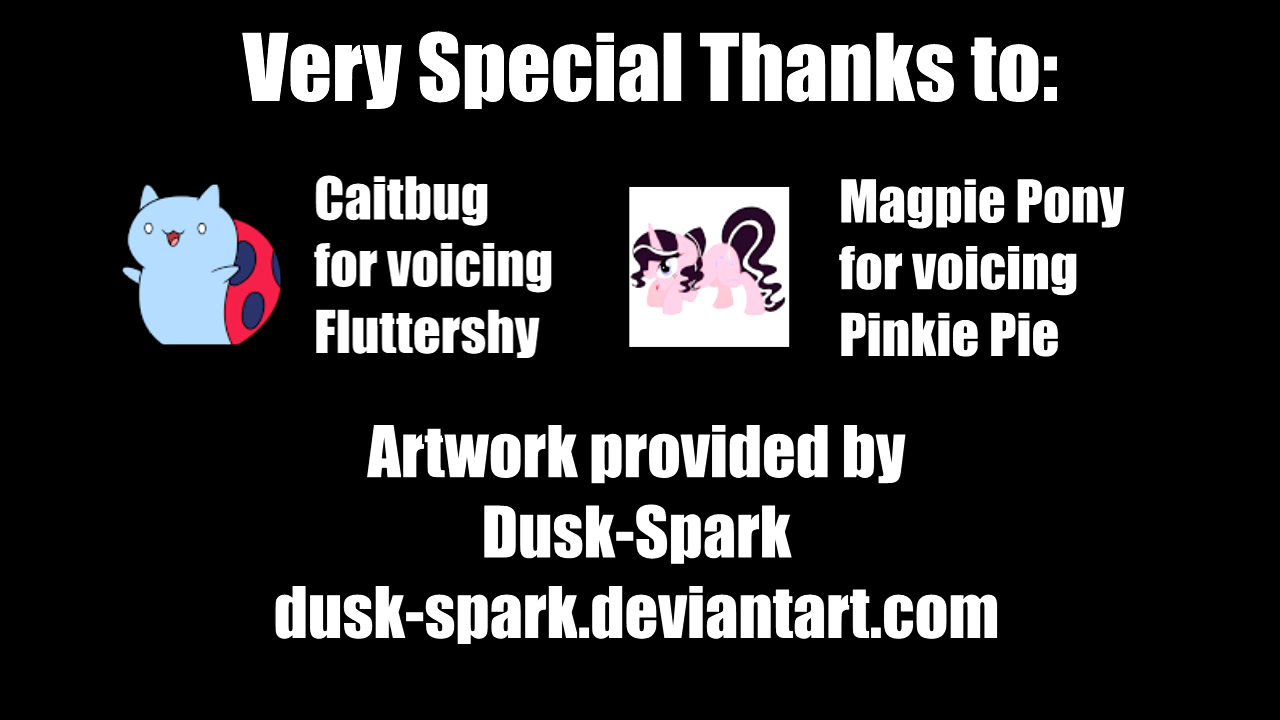 Very Special Thanks to:
Caitbug
for voicing
Fluttershy
Magpie Pony
for voicing
Pinkie Pie
Artwork provided by
Dusk-Spark
dusk-spark.deviantart.com